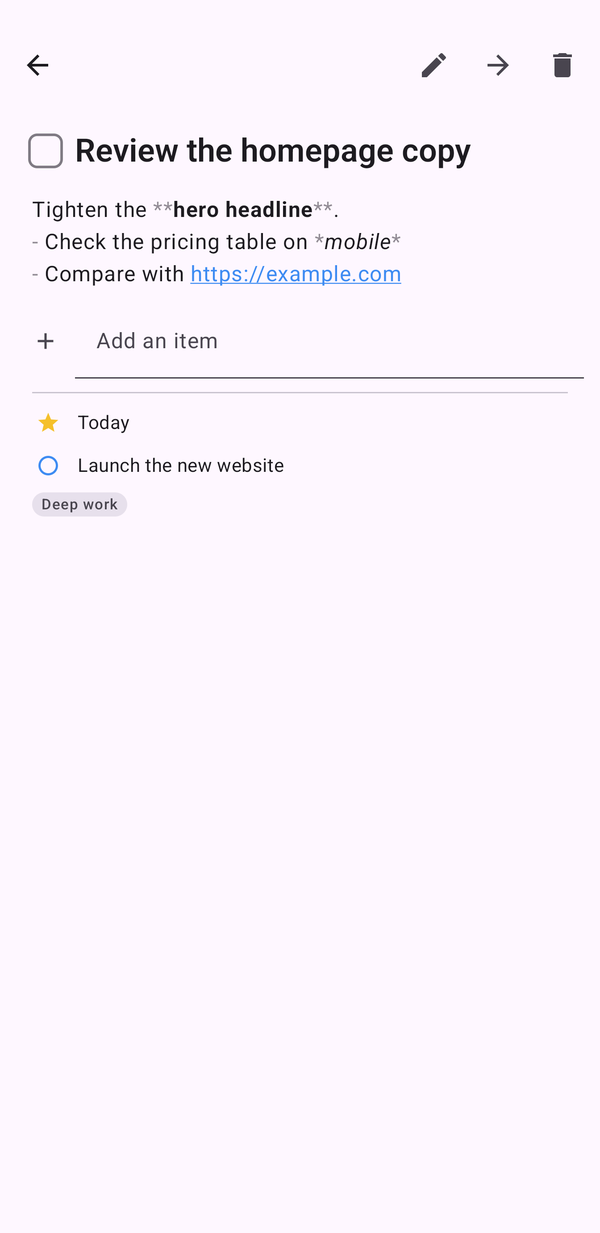 Review the homepage copy
Tighten the **hero headline**.
- Check the pricing table on *mobile*
- Compare with https://example.com
Add an item
Today
Launch the new website
Deep work